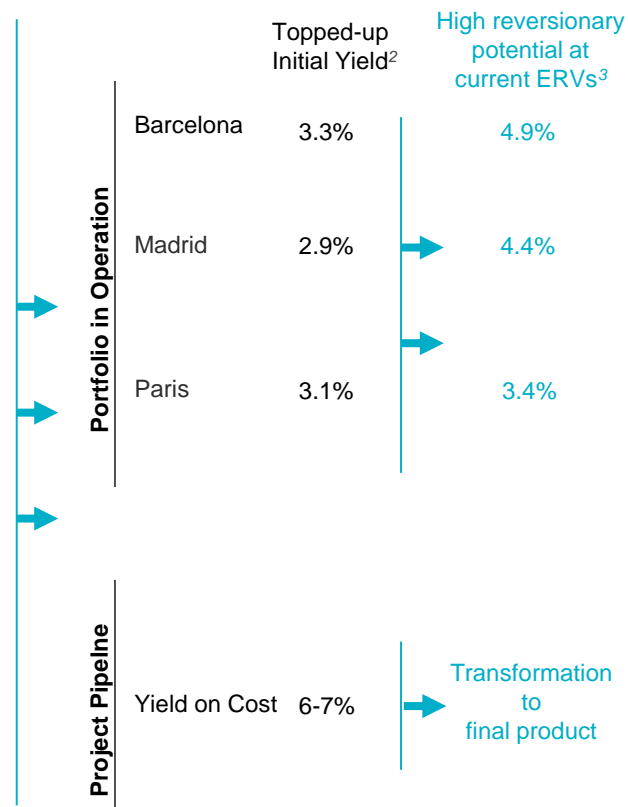 Topped-up
Initial Yield2
High reversionary
potential at
current ERVs3
Portfolio in Operation
Barcelona 3.3% 4.9%
Madrid 2.9% 4.4%
Paris 3.1% 3.4%
Project Pipelne
Yield on Cost 6-7%
Transformation
to
final product